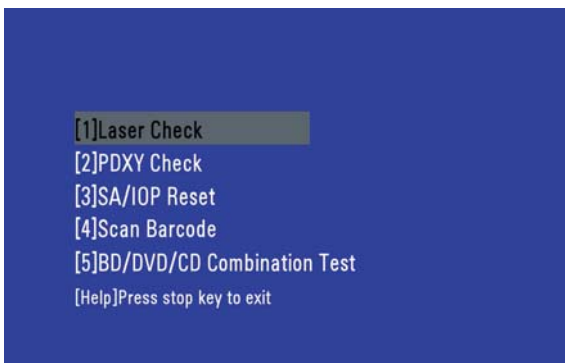 [1]Laser Check
[2]PDXY Check
[3]SA/IOP Reset
[4]Scan Barcode
[5]BD/DVD/CD Combination Test
[Help]Press stop key to exit